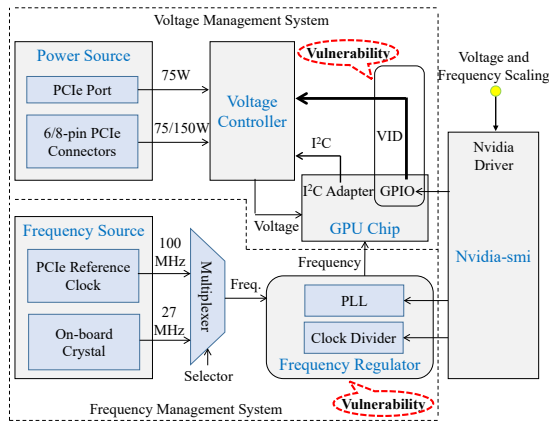 Voltage Management System
Power Source
PCIe Port
6/8-pin PCIe
Connectors
75W
75/150W
Voltage
Controller
Vulnerability
VID
I²C
I²C Adapter
GPIO
GPU Chip
Voltage
Voltage and
Frequency Scaling
Nvidia
Driver
Nvidia-smi
Frequency Source
PCIe Reference
Clock
On-board
Crystal
100
MHz
27
MHz
Multiplexer
Selector
Freq.
Frequency
PLL
Clock Divider
Frequency Regulator
Vulnerability
Frequency Management System